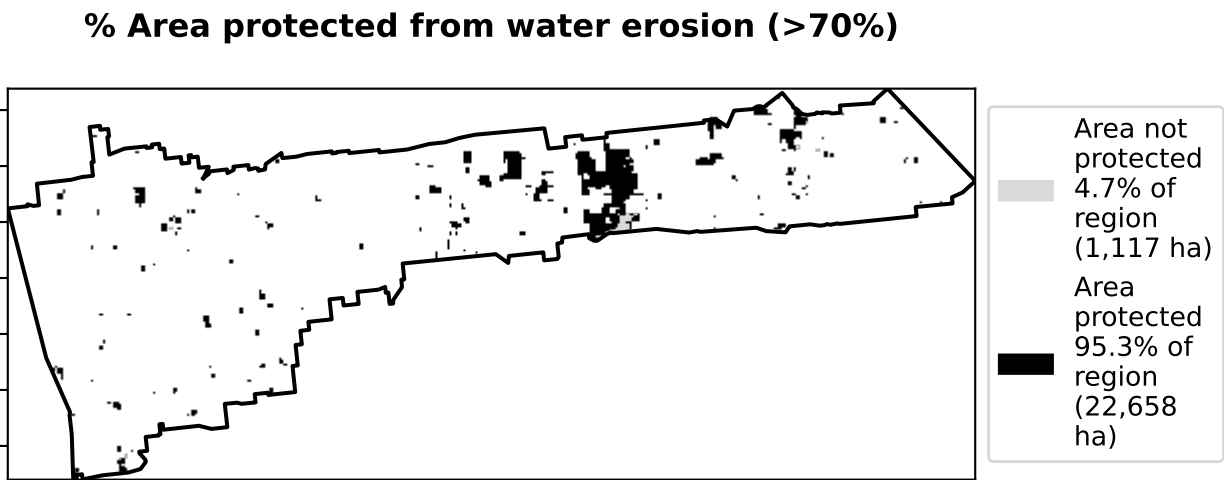 % Area protected from water erosion (>70%)
Area not
protected
4.7% of
region
(1,117 ha)
Area
protected
95.3% of
region
(22,658
ha)